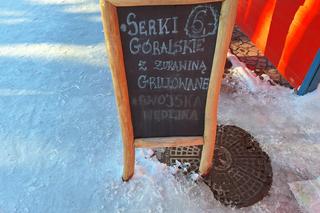 SERKI 6,-
GÓRALSKIE
Z ŻURAWINĄ
GRILLOWANE
SWOJSKA
WĘDLINA